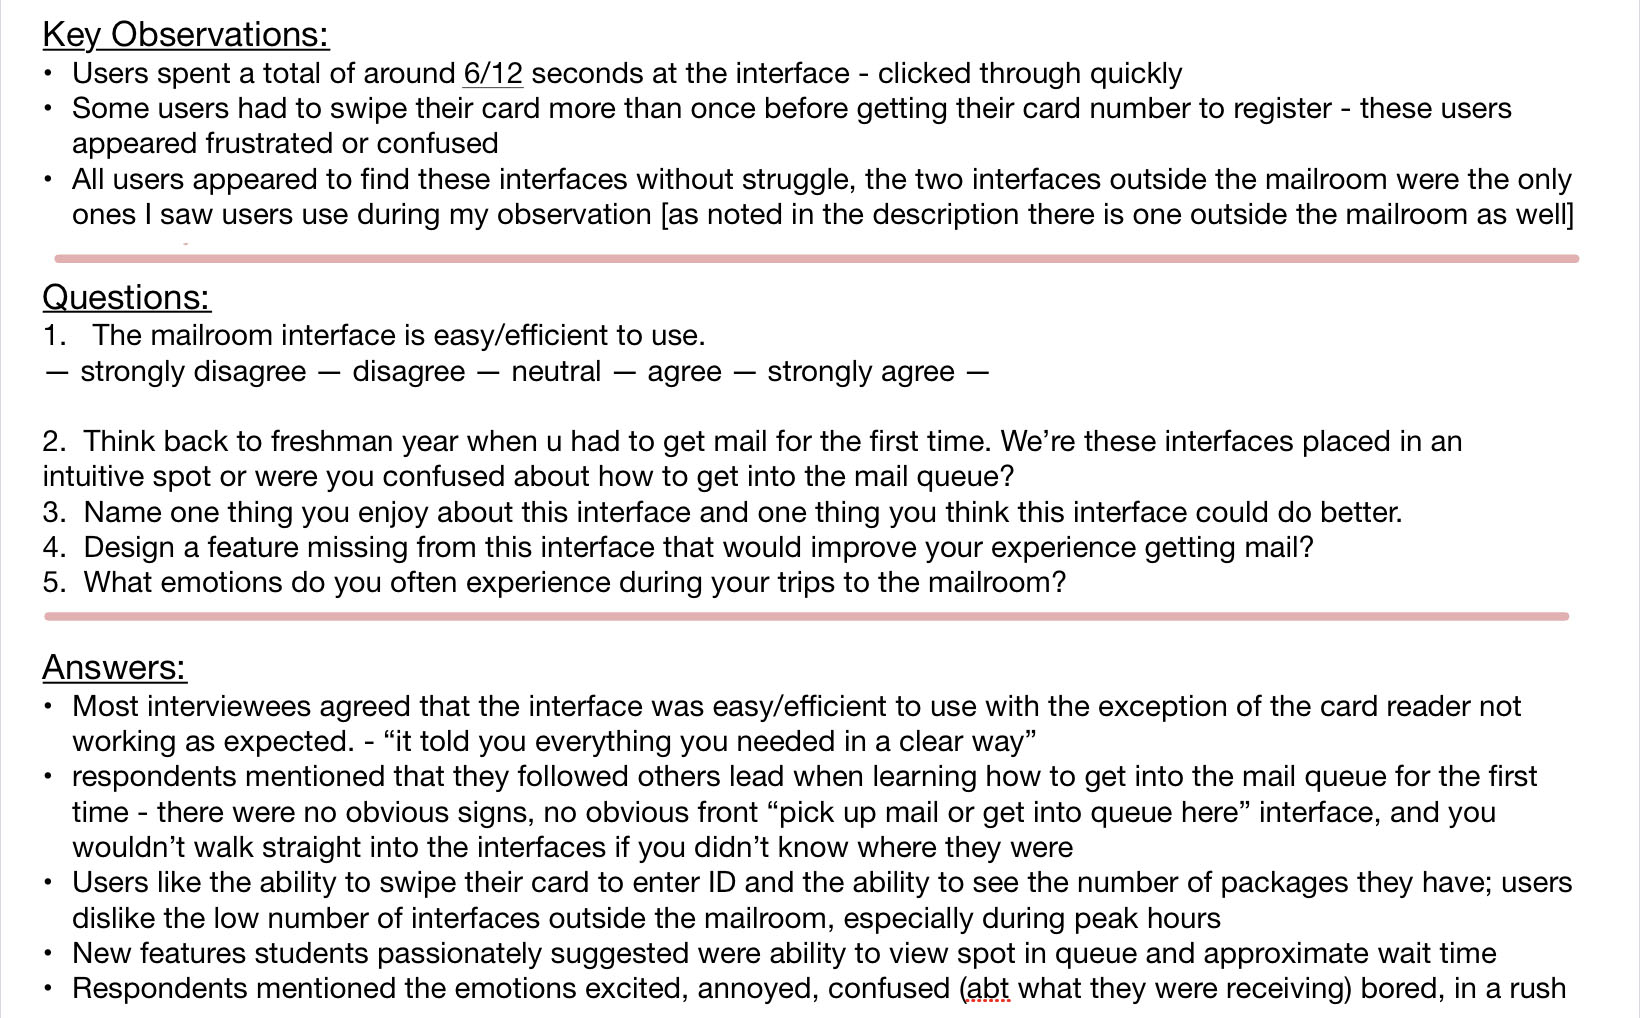 Key Observations:
• Users spent a total of around 6/12 seconds at the interface - clicked through quickly
• Some users had to swipe their card more than once before getting their card number to register - these users
appeared frustrated or confused
• All users appeared to find these interfaces without struggle, the two interfaces outside the mailroom were the only
ones I saw users use during my observation [as noted in the description there is one outside the mailroom as well]
Questions:
1. The mailroom interface is easy/efficient to use.
— strongly disagree — disagree — neutral — agree — strongly agree —
2. Think back to freshman year when u had to get mail for the first time. We’re these interfaces placed in an
intuitive spot or were you confused about how to get into the mail queue?
3. Name one thing you enjoy about this interface and one thing you think this interface could do better.
4. Design a feature missing from this interface that would improve your experience getting mail?
5. What emotions do you often experience during your trips to the mailroom?
Answers:
• Most interviewees agreed that the interface was easy/efficient to use with the exception of the card reader not
working as expected. - “it told you everything you needed in a clear way”
• respondents mentioned that they followed others lead when learning how to get into the mail queue for the first
time - there were no obvious signs, no obvious front “pick up mail or get into queue here” interface, and you
wouldn’t walk straight into the interfaces if you didn’t know where they were
• Users like the ability to swipe their card to enter ID and the ability to see the number of packages they have; users
dislike the low number of interfaces outside the mailroom, especially during peak hours
• New features students passionately suggested were ability to view spot in queue and approximate wait time
• Respondents mentioned the emotions excited, annoyed, confused (abt what they were receiving) bored, in a rush